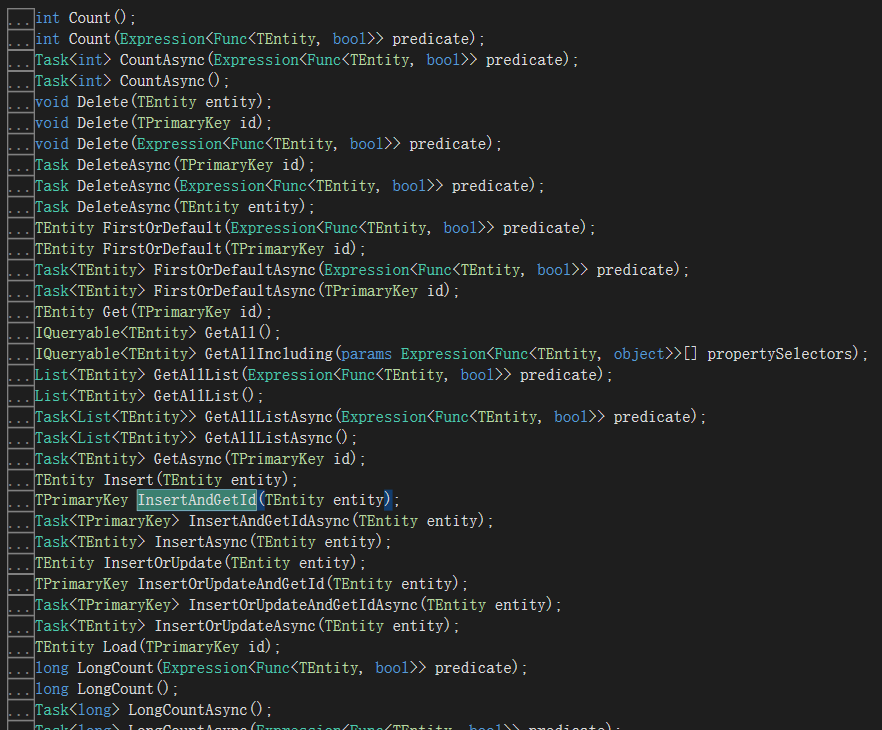 ...int Count();
...int Count(Expression<Func<TEntity, bool>> predicate);
...Task<int> CountAsync(Expression<Func<TEntity, bool>> predicate);
...Task<int> CountAsync();
...void Delete(TEntity entity);
...void Delete(TPrimaryKey id);
...void Delete(Expression<Func<TEntity, bool>> predicate);
...Task DeleteAsync(TPrimaryKey id);
...Task DeleteAsync(Expression<Func<TEntity, bool>> predicate);
...Task DeleteAsync(TEntity entity);
...TEntity FirstOrDefault(Expression<Func<TEntity, bool>> predicate);
...TEntity FirstOrDefault(TPrimaryKey id);
...Task<TEntity> FirstOrDefaultAsync(Expression<Func<TEntity, bool>> predicate);
...Task<TEntity> FirstOrDefaultAsync(TPrimaryKey id);
...TEntity Get(TPrimaryKey id);
...IQueryable<TEntity> GetAll();
...IQueryable<TEntity> GetAllIncluding(params Expression<Func<TEntity, object>>[] propertySelectors);
...List<TEntity> GetAllList(Expression<Func<TEntity, bool>> predicate);
...List<TEntity> GetAllList();
...Task<List<TEntity>> GetAllListAsync(Expression<Func<TEntity, bool>> predicate);
...Task<List<TEntity>> GetAllListAsync();
...Task<TEntity> GetAsync(TPrimaryKey id);
...TEntity Insert(TEntity entity);
...TPrimaryKey InsertAndGetId(TEntity entity);
...Task<TPrimaryKey> InsertAndGetIdAsync(TEntity entity);
...Task<TEntity> InsertAsync(TEntity entity);
...TEntity InsertOrUpdate(TEntity entity);
...TPrimaryKey InsertOrUpdateAndGetId(TEntity entity);
...Task<TPrimaryKey> InsertOrUpdateAndGetIdAsync(TEntity entity);
...Task<TEntity> InsertOrUpdateAsync(TEntity entity);
...TEntity Load(TPrimaryKey id);
...long LongCount(Expression<Func<TEntity, bool>> predicate);
...long LongCount();
...Task<long> LongCountAsync();
...Task<long> LongCountAsync(Expression<Func<TEntity, bool>> predicate);